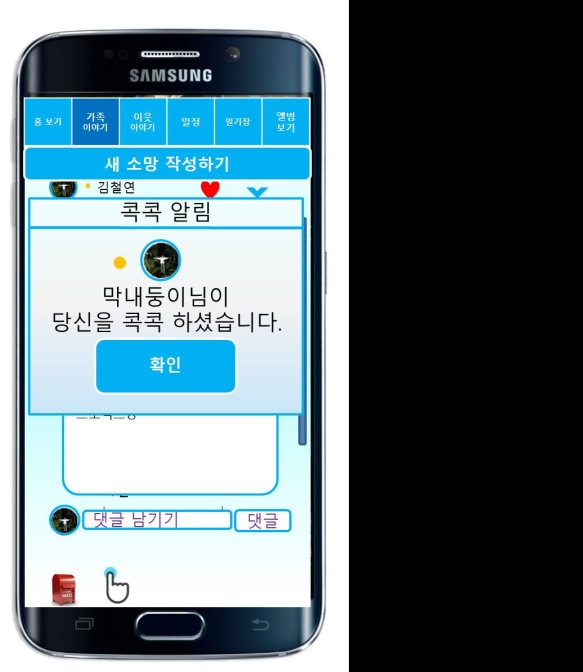 SAMSUNG
홈 보기
가족
이야기
이웃
이야기
일정
일기장
앨범
보기
새 소망 작성하기
김철연
콕콕 알림
막내둥이님이
당신을 콕콕 하셨습니다.
확인
댓글 남기기
댓글